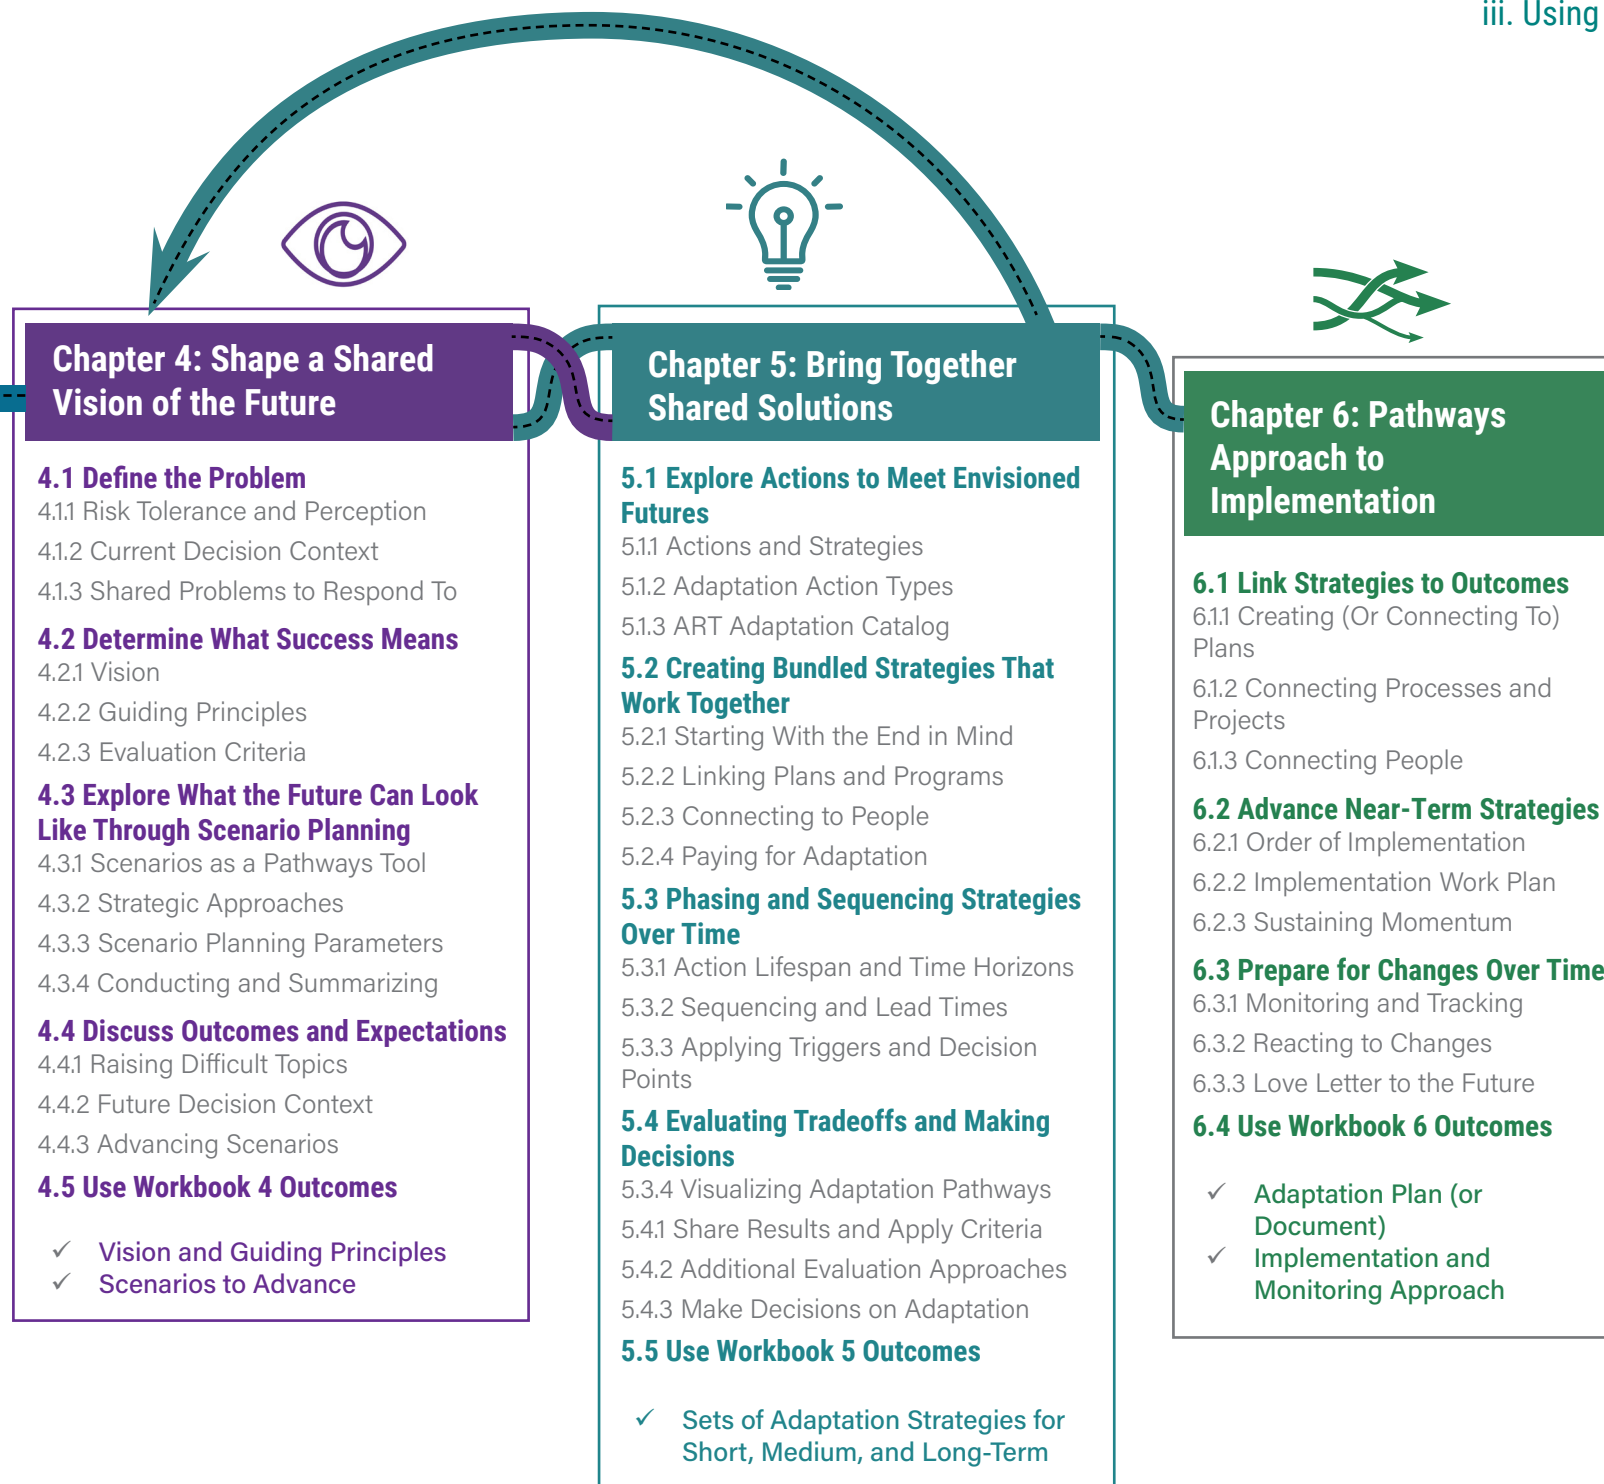 iii. Using
Chapter 4: Shape a Shared
Vision of the Future
4.1 Define the Problem
4.1.1 Risk Tolerance and Perception
4.1.2 Current Decision Context
4.1.3 Shared Problems to Respond To
4.2 Determine What Success Means
4.2.1 Vision
4.2.2 Guiding Principles
4.2.3 Evaluation Criteria
4.3 Explore What the Future Can Look
Like Through Scenario Planning
4.3.1 Scenarios as a Pathways Tool
4.3.2 Strategic Approaches
4.3.3 Scenario Planning Parameters
4.3.4 Conducting and Summarizing
4.4 Discuss Outcomes and Expectations
4.4.1 Raising Difficult Topics
4.4.2 Future Decision Context
4.4.3 Advancing Scenarios
4.5 Use Workbook 4 Outcomes
✓ Vision and Guiding Principles
✓ Scenarios to Advance
Chapter 5: Bring Together
Shared Solutions
5.1 Explore Actions to Meet Envisioned
Futures
5.1.1 Actions and Strategies
5.1.2 Adaptation Action Types
5.1.3 ART Adaptation Catalog
5.2 Creating Bundled Strategies That
Work Together
5.2.1 Starting With the End in Mind
5.2.2 Linking Plans and Programs
5.2.3 Connecting to People
5.2.4 Paying for Adaptation
5.3 Phasing and Sequencing Strategies
Over Time
5.3.1 Action Lifespan and Time Horizons
5.3.2 Sequencing and Lead Times
5.3.3 Applying Triggers and Decision
Points
5.4 Evaluating Tradeoffs and Making
Decisions
5.3.4 Visualizing Adaptation Pathways
5.4.1 Share Results and Apply Criteria
5.4.2 Additional Evaluation Approaches
5.4.3 Make Decisions on Adaptation
5.5 Use Workbook 5 Outcomes
✓ Sets of Adaptation Strategies for
Short, Medium, and Long-Term
Chapter 6: Pathways
Approach to
Implementation
6.1 Link Strategies to Outcomes
6.1.1 Creating (Or Connecting To)
Plans
6.1.2 Connecting Processes and
Projects
6.1.3 Connecting People
6.2 Advance Near-Term Strategies
6.2.1 Order of Implementation
6.2.2 Implementation Work Plan
6.2.3 Sustaining Momentum
6.3 Prepare for Changes Over Time
6.3.1 Monitoring and Tracking
6.3.2 Reacting to Changes
6.3.3 Love Letter to the Future
6.4 Use Workbook 6 Outcomes
✓ Adaptation Plan (or
Document)
✓ Implementation and
Monitoring Approach